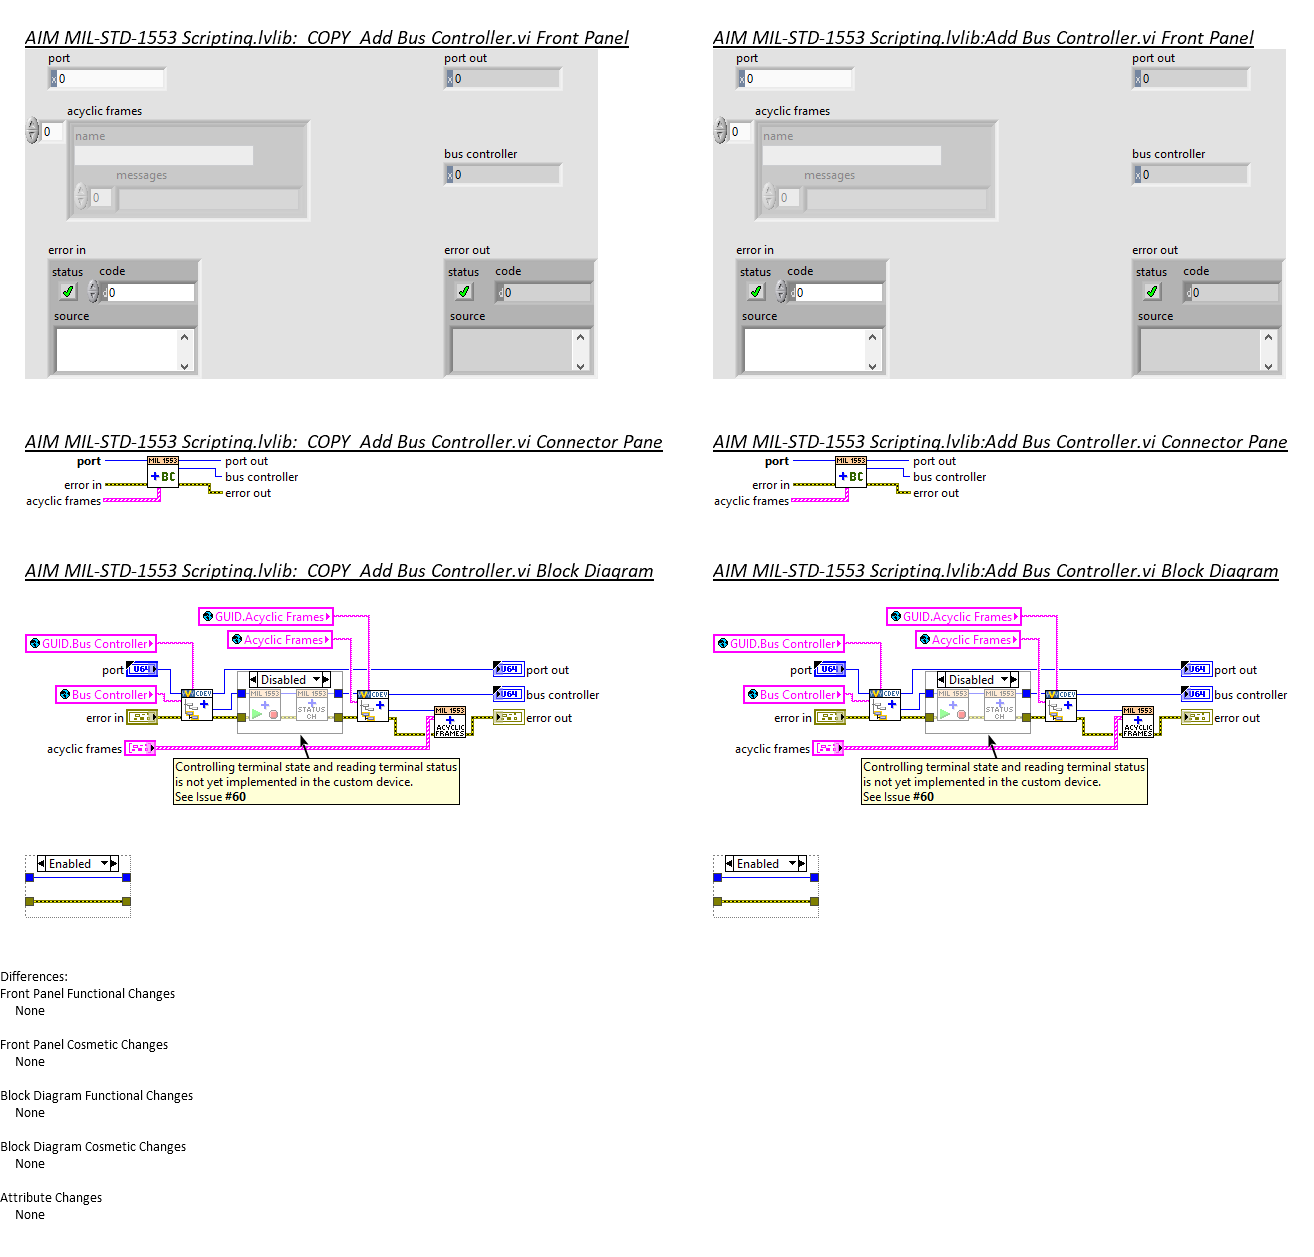 AIM MIL-STD-1553 Scripting.lvlib:  COPY  Add Bus Controller.vi Front Panel
port
x 0
port out
x 0
acyclic frames
0
name
messages
0
bus controller
x 0
error in
status code
d 0
source
error out
status code
d 0
source
AIM MIL-STD-1553 Scripting.lvlib:Add Bus Controller.vi Front Panel
port
x 0
port out
x 0
acyclic frames
0
name
messages
0
bus controller
x 0
error in
status code
d 0
source
error out
status code
d 0
source
AIM MIL-STD-1553 Scripting.lvlib:  COPY  Add Bus Controller.vi Connector Pane
port
MIL 1553
+ BC
port out
bus controller
error in
error out
acyclic frames
AIM MIL-STD-1553 Scripting.lvlib:Add Bus Controller.vi Connector Pane
port
MIL 1553
+ BC
port out
bus controller
error in
error out
acyclic frames
AIM MIL-STD-1553 Scripting.lvlib:  COPY  Add Bus Controller.vi Block Diagram
GUID.Acyclic Frames
Acyclic Frames
GUID.Bus Controller
port
U64
U64
port out
Disabled
Bus Controller
CDEV
MIL 1553
MIL 1553
STATUS
CH
CDEV
U64
bus controller
error in
MIL 1553
+
ACYCLIC
FRAMES
error out
acyclic frames
Controlling terminal state and reading terminal status
is not yet implemented in the custom device.
See Issue #60
Enabled
AIM MIL-STD-1553 Scripting.lvlib:Add Bus Controller.vi Block Diagram
GUID.Acyclic Frames
Acyclic Frames
GUID.Bus Controller
port
U64
U64
port out
Disabled
Bus Controller
CDEV
MIL 1553
MIL 1553
STATUS
CH
CDEV
U64
bus controller
error in
MIL 1553
+
ACYCLIC
FRAMES
error out
acyclic frames
Controlling terminal state and reading terminal status
is not yet implemented in the custom device.
See Issue #60
Enabled
Differences:
Front Panel Functional Changes
None
Front Panel Cosmetic Changes
None
Block Diagram Functional Changes
None
Block Diagram Cosmetic Changes
None
Attribute Changes
None